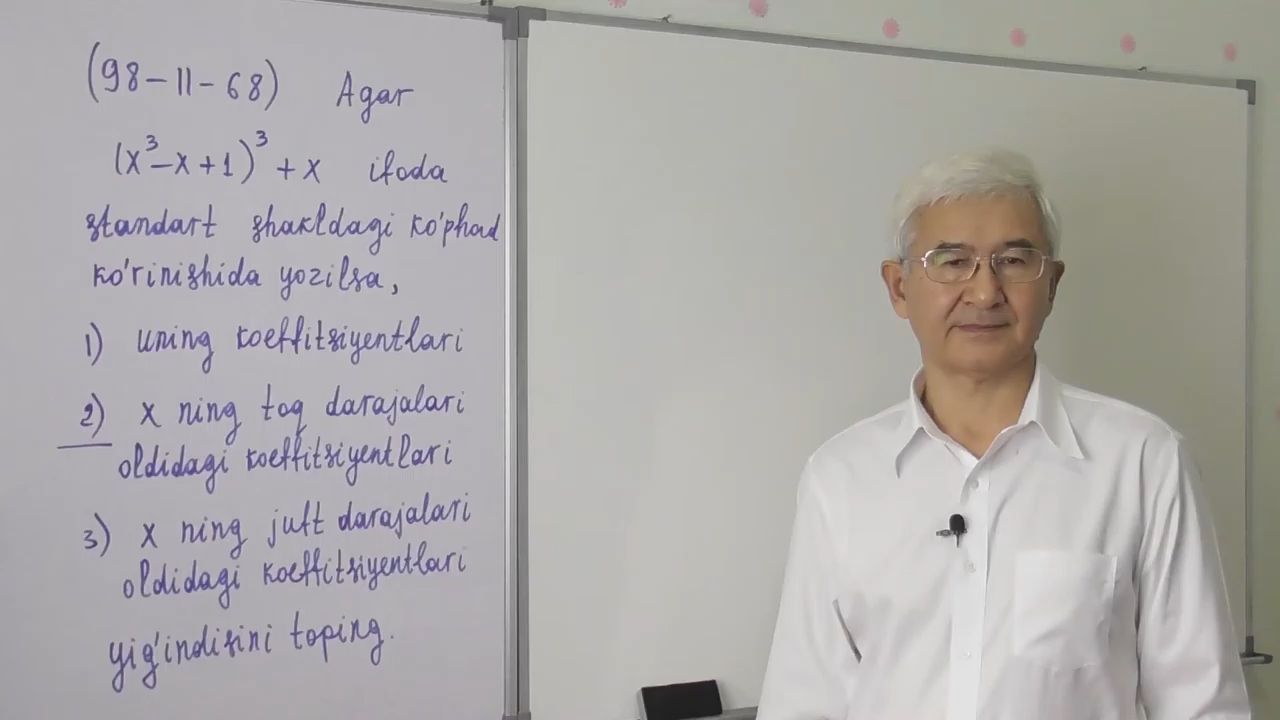 (98-11-68) Agar
(x³-x+1)³+x ifoda
standart shakldagi ko'phad
ko'rinishida yozilsa,
1) uning koeffitsiyentlari
2) x ning toq darajalari
oldidagi koeffitsiyentlari
3) x ning juft darajalari
oldidagi koeffitsiyentlari
yig'indisini toping.